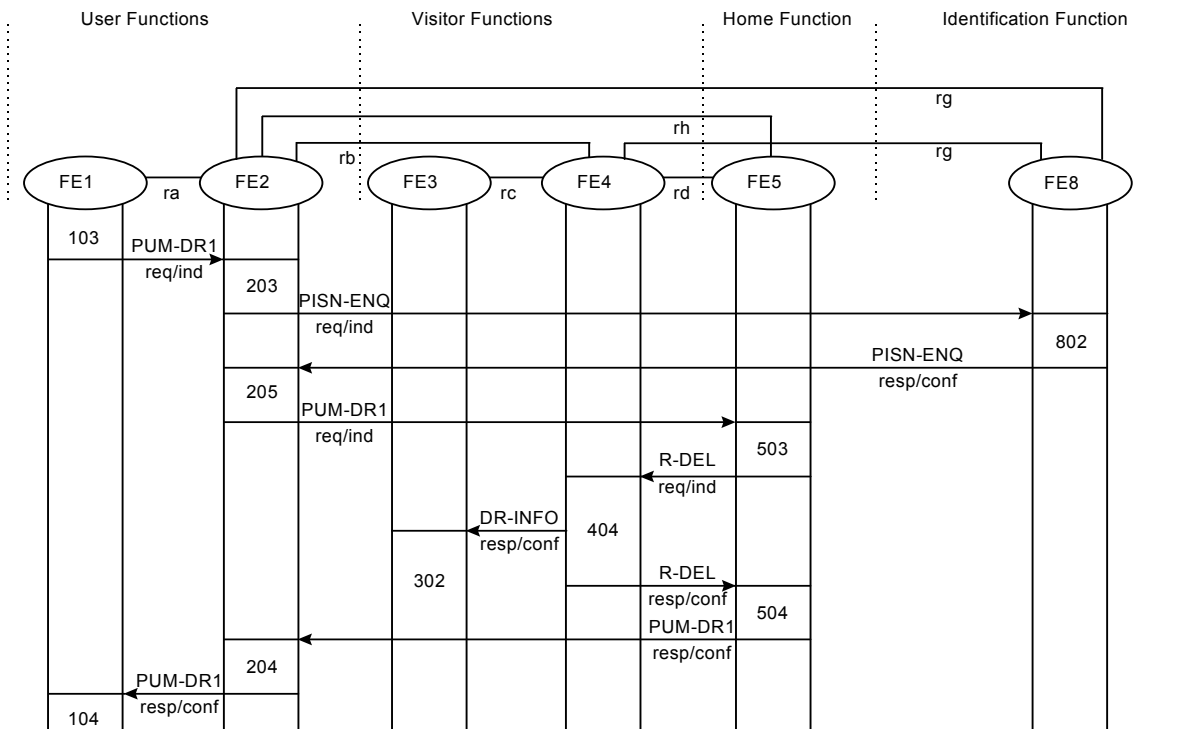 User Functions
Visitor Functions
Home Function
Identification Function
rg
rh
rb
rg
FE1
FE2
FE3
FE4
FE5
FE8
ra
rc
rd
103
PUM-DR1
req/ind
203
PISN-ENQ
req/ind
802
PISN-ENQ
resp/conf
205
PUM-DR1
req/ind
503
R-DEL
req/ind
DR-INFO
resp/conf
404
302
R-DEL
resp/conf
504
PUM-DR1
resp/conf
204
PUM-DR1
resp/conf
104